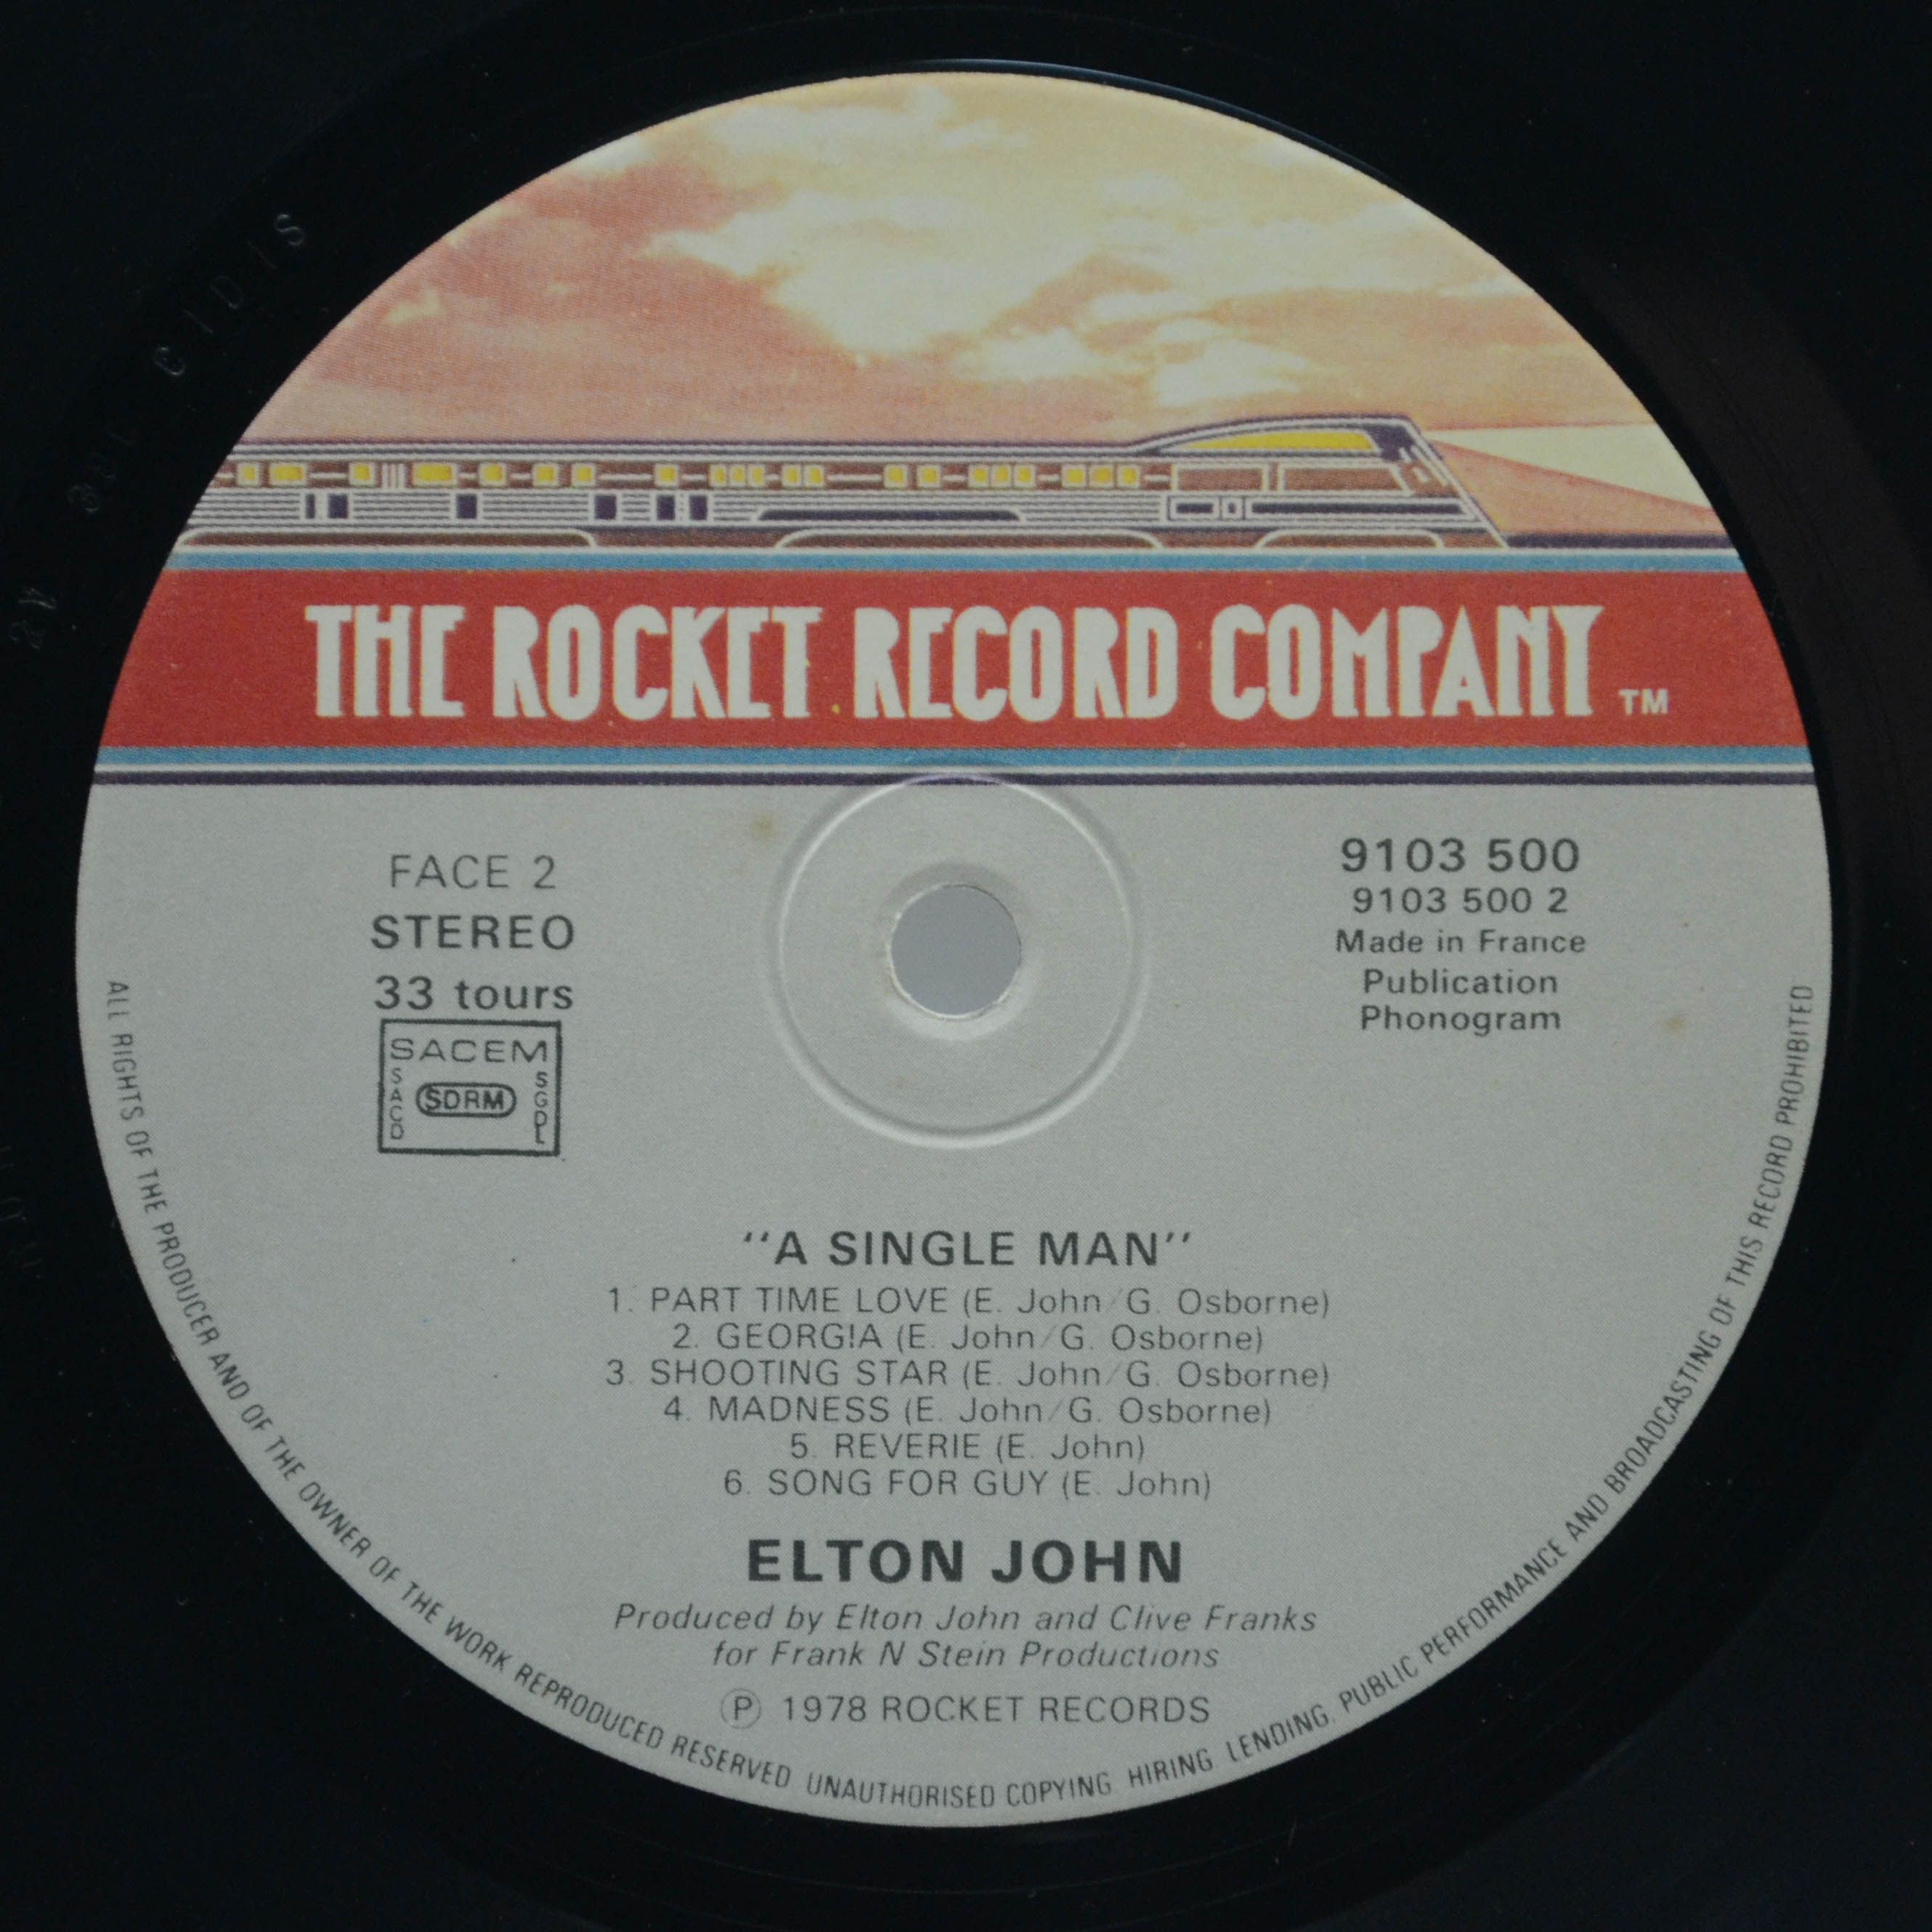 THE ROCKET RECORD COMPANY TM
FACE 2
STEREO
33 tours
SACEM
SACD
SDRM
SGDL
9103 500
9103 500 2
Made in France
Publication
Phonogram
"A SINGLE MAN"
1. PART TIME LOVE (E. John/G. Osborne)
2. GEORGIA (E. John/G. Osborne)
3. SHOOTING STAR (E. John/G. Osborne)
4. MADNESS (E. John/G. Osborne)
5. REVERIE (E. John)
6. SONG FOR GUY (E. John)
ELTON JOHN
Produced by Elton John and Clive Franks
for Frank N Stein Productions
Ⓟ 1978 ROCKET RECORDS
ALL RIGHTS OF THE PRODUCER AND OF THE OWNER OF THE WORK REPRODUCED RESERVED UNAUTHORISED COPYING HIRING LENDING, PUBLIC PERFORMANCE AND BROADCASTING OF THIS RECORD PROHIBITED